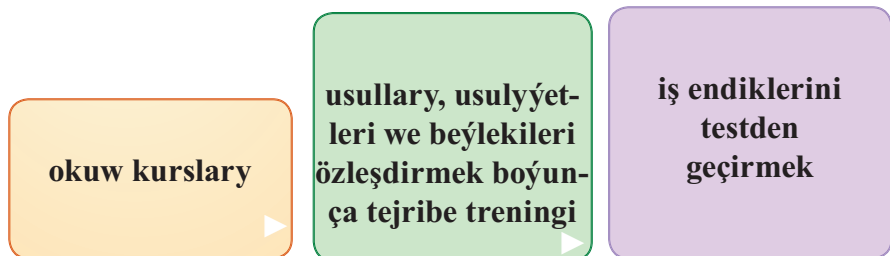 okuw kurslary
usullary, usulyýet-
leri we beýlekileri
özleşdirmek boýun-
ça tejribe treningi
iş endiklerini
testden
geçirmek